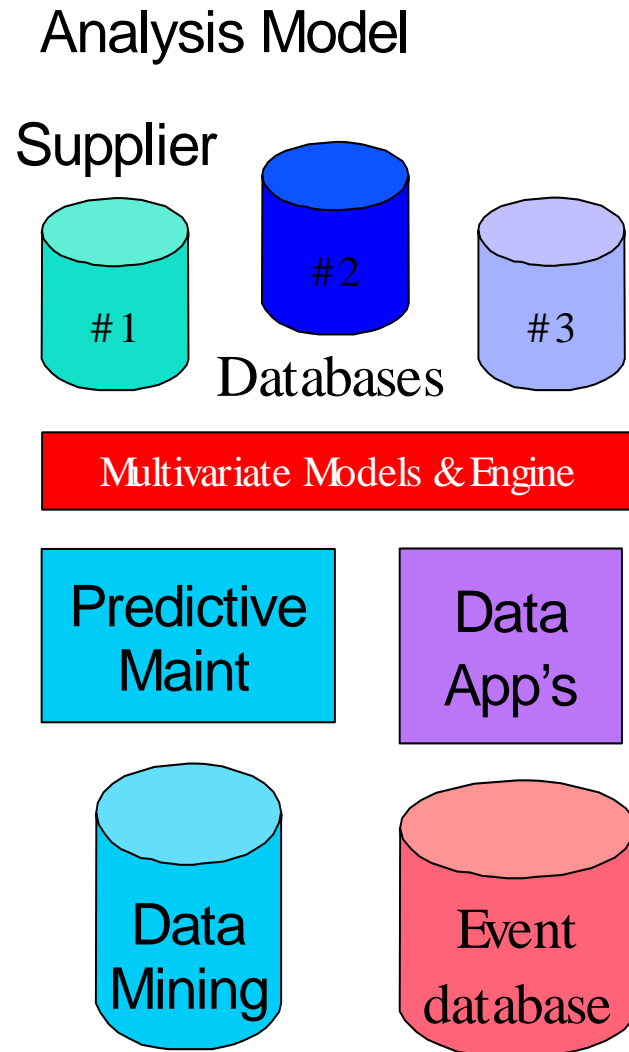 Analysis Model
Supplier
#1
#2
#3
Databases
Multivariate Models & Engine
Predictive
Maint
Data
App's
Data
Mining
Event
database